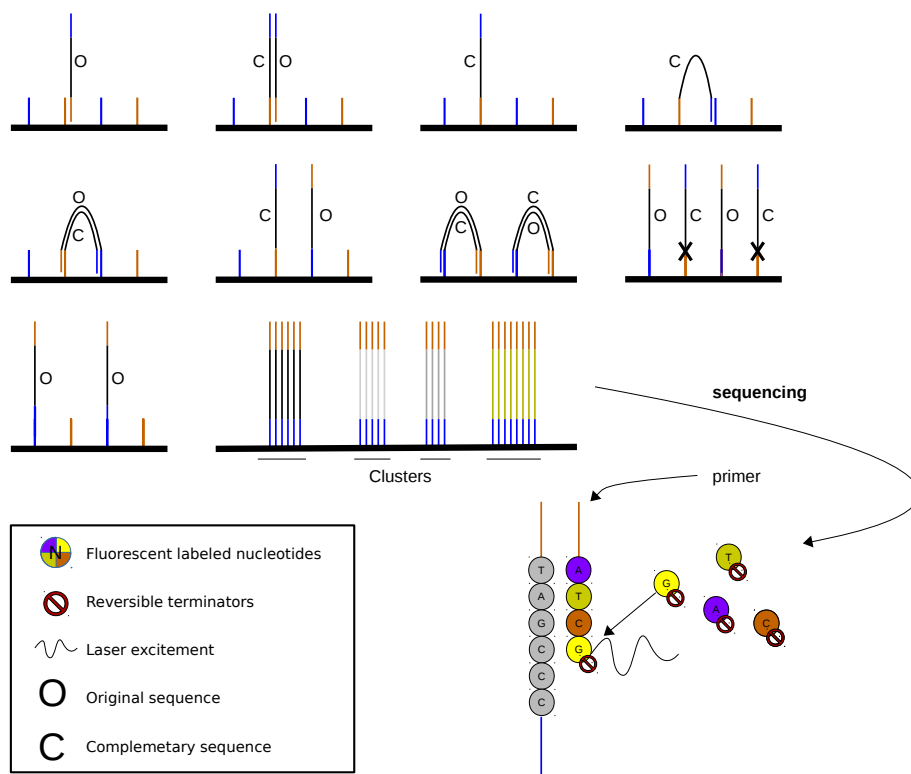 O
C O
C
C
O
C
C
O
O
C
C
O
O
C
O
C
O
O
sequencing
Clusters
primer
N Fluorescent labeled nucleotides
Reversible terminators
Laser excitement
O Original sequence
C Complemetary sequence
T A
A T
G C
C G
C
C
G
T
A
C